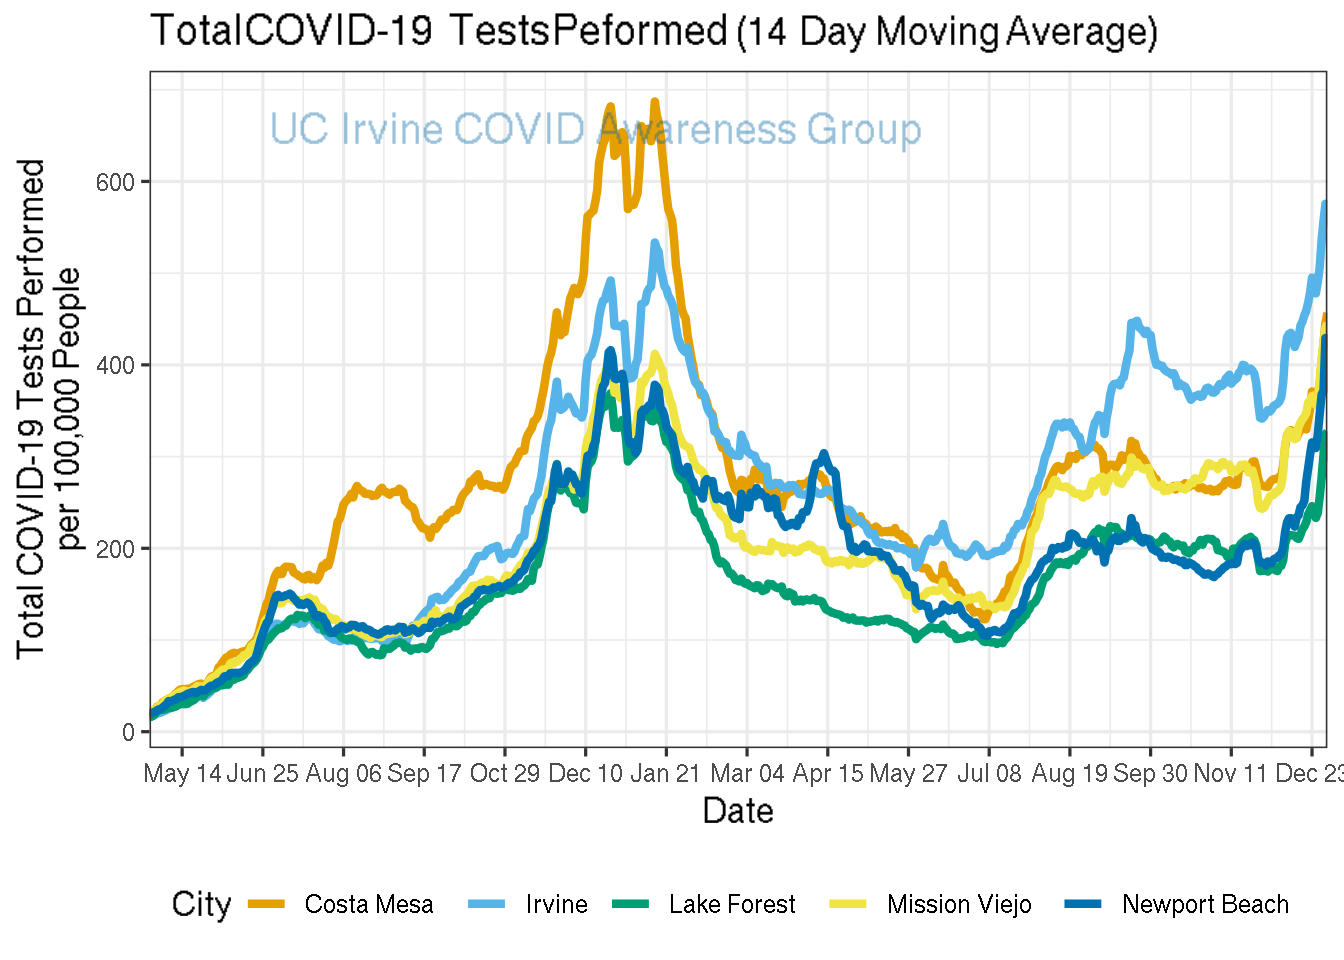 TotalCOVID-19 TestsPeformed (14 Day Moving Average)
UC Irvine COVID Awareness Group
Total COVID-19 Tests Performed
per 100,000 People
600
400
200
0
May 14 Jun 25 Aug 06 Sep 17 Oct 29 Dec 10 Jan 21 Mar 04 Apr 15 May 27 Jul 08 Aug 19 Sep 30 Nov 11 Dec 23
Date
City Costa Mesa Irvine Lake Forest Mission Viejo Newport Beach